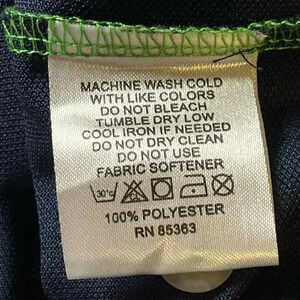 MACHINE WASH COLD
WITH LIKE COLORS
DO NOT BLEACH
TUMBLE DRY LOW
COOL IRON IF NEEDED
DO NOT DRY CLEAN
DO NOT USE
FABRIC SOFTENER
30°c
100% POLYESTER
RN 85363